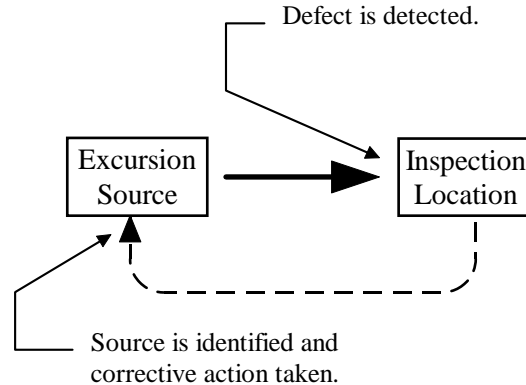 Defect is detected.
Excursion
Source
Inspection
Location
Source is identified and
corrective action taken.